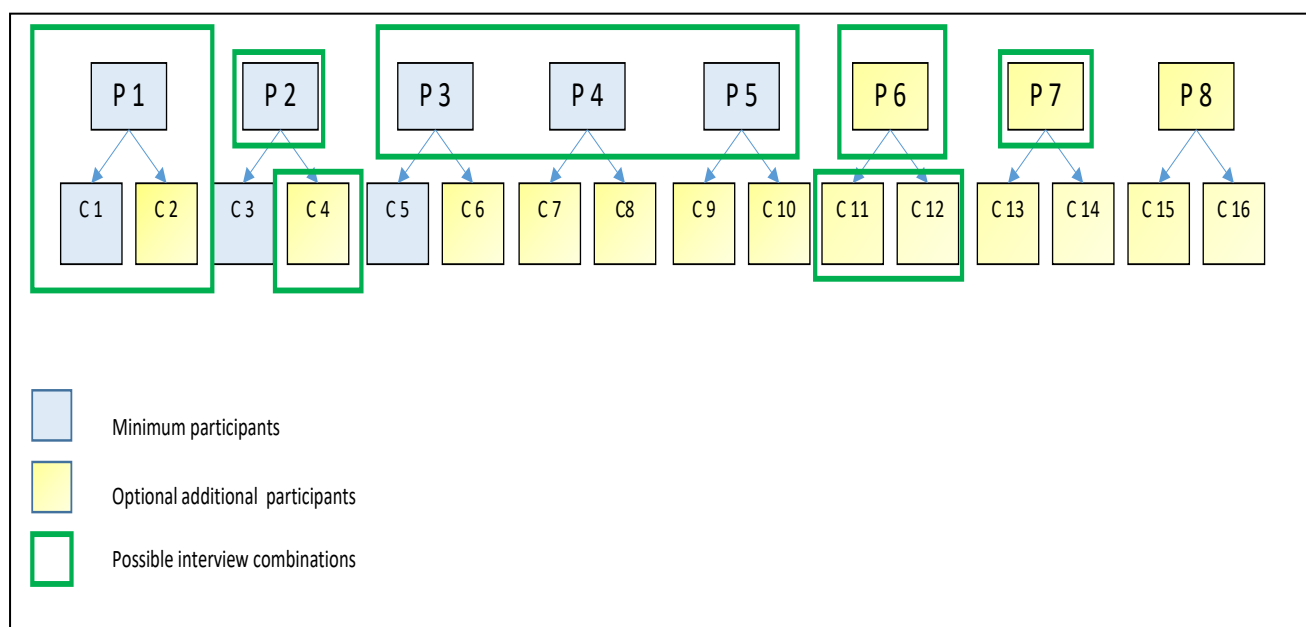 P 1 P 2 P 3 P 4 P 5 P 6 P 7 P 8
C 1 C 2 C 3 C 4 C 5 C 6 C 7 C8 C 9 C 10 C 11 C 12 C 13 C 14 C 15 C 16
Minimum participants
Optional additional participants
Possible interview combinations